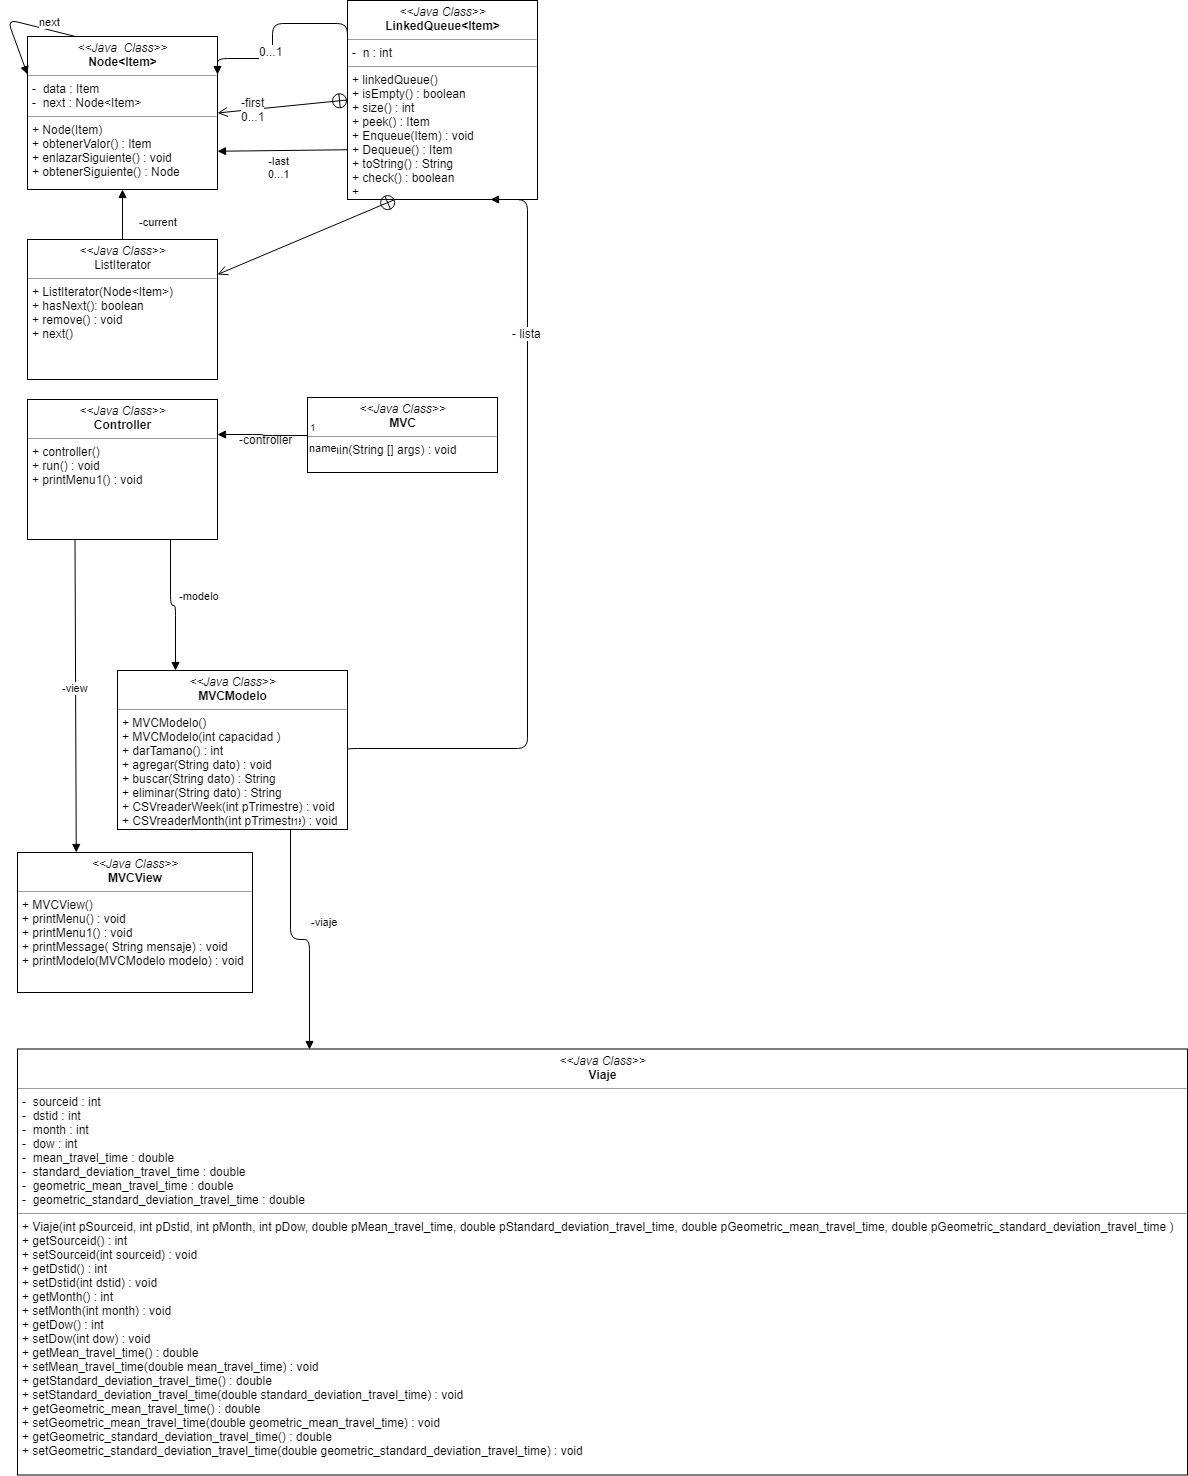 next
<<Java  Class>>
Node<Item>
-  data : Item
-  next : Node<Item>
+ Node(Item)
+ obtenerValor() : Item
+ enlazarSiguiente() : void
+ obtenerSiguiente() : Node
0...1
-first
0...1
-last
0...1
<<Java Class>>
LinkedQueue<Item>
-  n : int
+ linkedQueue()
+ isEmpty() : boolean
+ size() : int
+ peek() : Item
+ Enqueue(Item) : void
+ Dequeue() : Item
+ toString() : String
+ check() : boolean
+
-current
<<Java Class>>
ListIterator
+ ListIterator(Node<Item>)
+ hasNext(): boolean
+ remove() : void
+ next()
- lista
<<Java Class>>
Controller
+ controller()
+ run() : void
+ printMenu1() : void
-controller
<<Java Class>>
MVC
1
name
(String [] args) : void
-modelo
-view
<<Java Class>>
MVCModelo
+ MVCModelo()
+ MVCModelo(int capacidad )
+ darTamano() : int
+ agregar(String dato) : void
+ buscar(String dato) : String
+ eliminar(String dato) : String
+ CSVreaderWeek(int pTrimestre) : void
+ CSVreaderMonth(int ) : void
<<Java Class>>
MVCView
+ MVCView()
+ printMenu() : void
+ printMenu1() : void
+ printMessage( String mensaje) : void
+ printModelo(MVCModelo modelo) : void
-viaje
<<Java Class>>
Viaje
-  sourceid : int
-  dstid : int
-  month : int
-  dow : int
-  mean_travel_time : double
-  standard_deviation_travel_time : double
-  geometric_mean_travel_time : double
-  geometric_standard_deviation_travel_time : double
+ Viaje(int pSourceid, int pDstid, int pMonth, int pDow, double pMean_travel_time, double pStandard_deviation_travel_time, double pGeometric_mean_travel_time, double pGeometric_standard_deviation_travel_time )
+ getSourceid() : int
+ setSourceid(int sourceid) : void
+ getDstid() : int
+ setDstid(int dstid) : void
+ getMonth() : int
+ setMonth(int month) : void
+ getDow() : int
+ setDow(int dow) : void
+ getMean_travel_time() : double
+ setMean_travel_time(double mean_travel_time) : void
+ getStandard_deviation_travel_time() : double
+ setStandard_deviation_travel_time(double standard_deviation_travel_time) : void
+ getGeometric_mean_travel_time() : double
+ setGeometric_mean_travel_time(double geometric_mean_travel_time) : void
+ getGeometric_standard_deviation_travel_time() : double
+ setGeometric_standard_deviation_travel_time(double geometric_standard_deviation_travel_time) : void